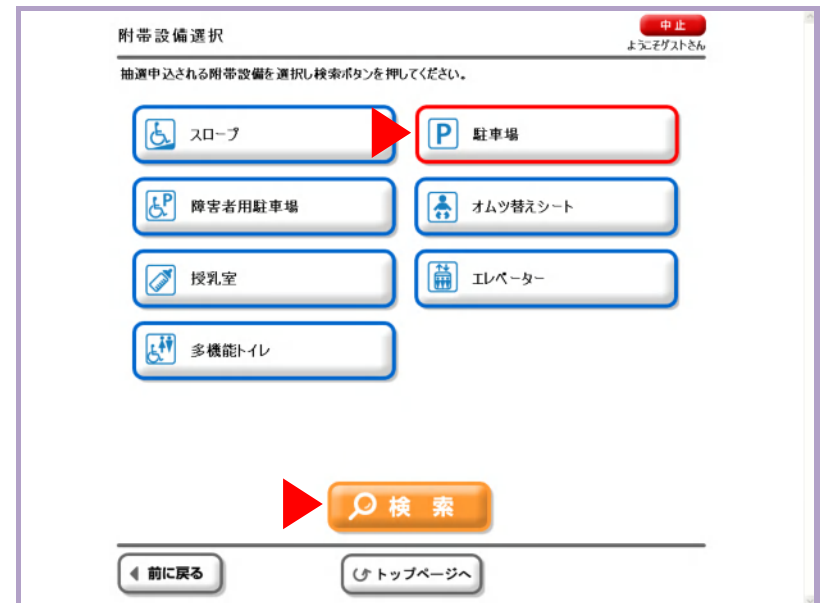 附帯設備選択
中止
ようこそゲストさん
抽選申込される附帯設備を選択し検索ボタンを押してください。
スロープ
P 駐車場
P 障害者用駐車場
オムツ替えシート
授乳室
エレベーター
多機能トイレ
検索
前に戻る
トップページへ